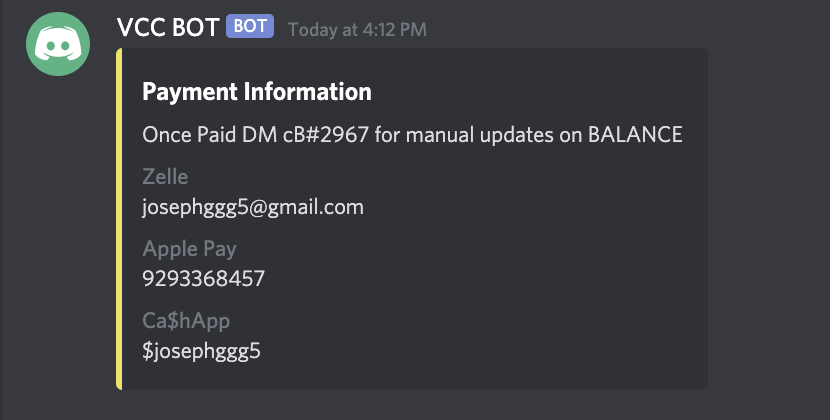 VCC BOT BOT Today at 4:12 PM
Payment Information
Once Paid DM cB#2967 for manual updates on BALANCE
Zelle
josephggg5@gmail.com
Apple Pay
9293368457
Ca$hApp
$josephggg5